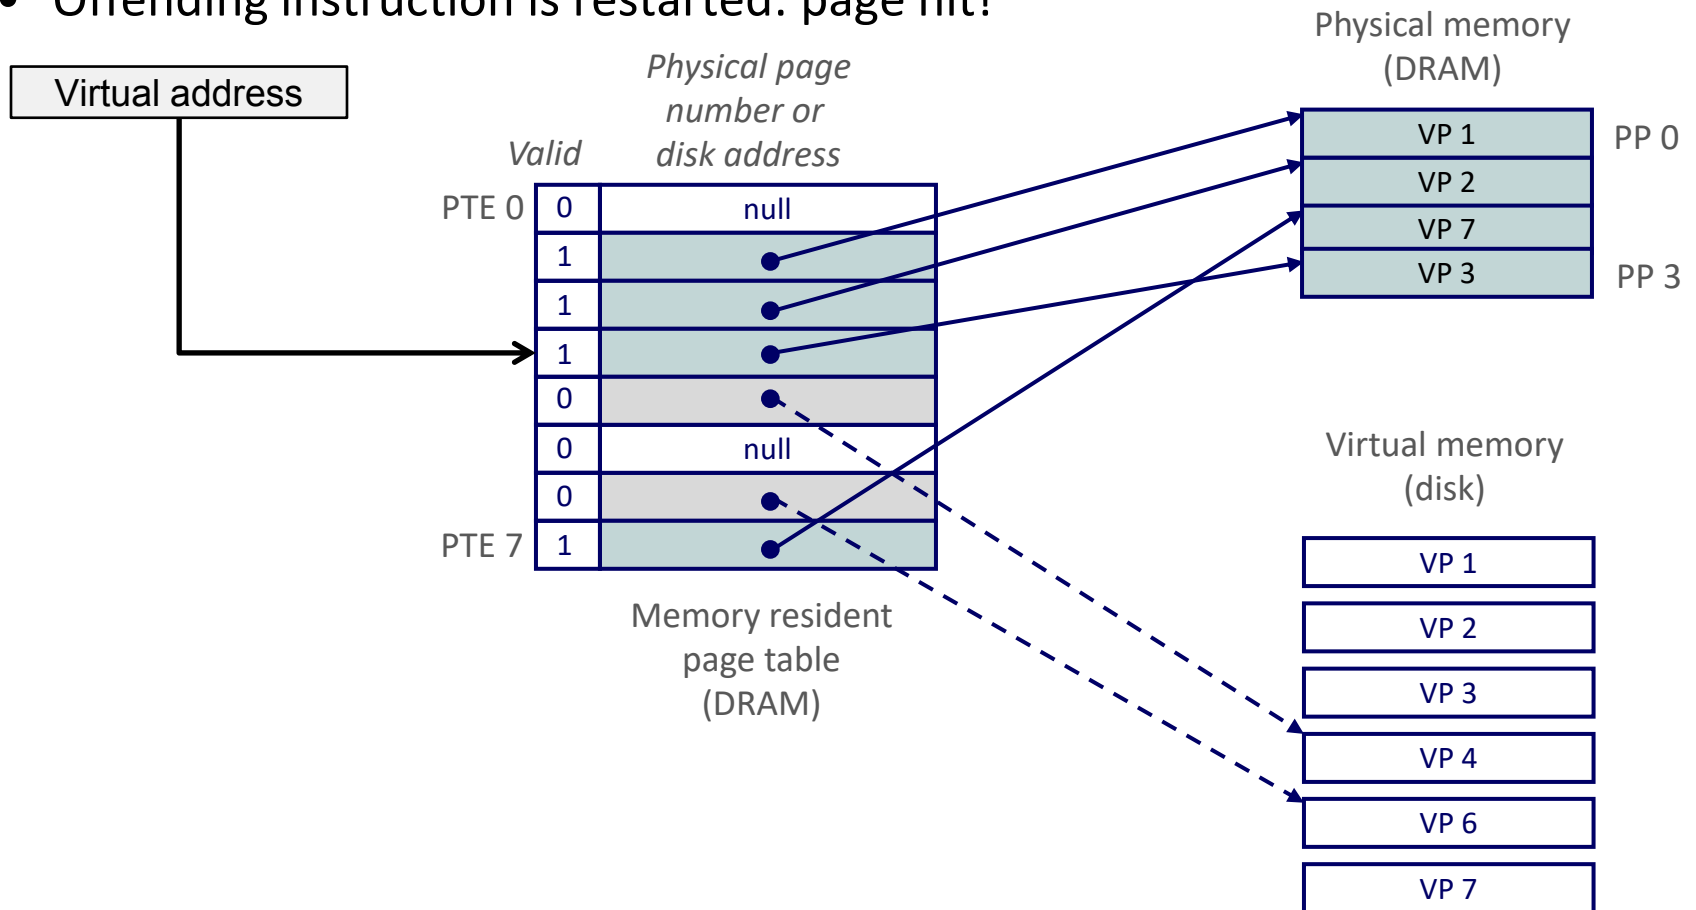 • Offending instruction is restarted: page hit!
Physical memory
(DRAM)
Virtual address
Physical page
number or
disk address
Valid
PTE 0
0
null
1
1
1
0
0
null
0
PTE 7
1
Memory resident
page table
(DRAM)
VP 1
PP 0
VP 2
VP 7
VP 3
PP 3
Virtual memory
(disk)
VP 1
VP 2
VP 3
VP 4
VP 6
VP 7